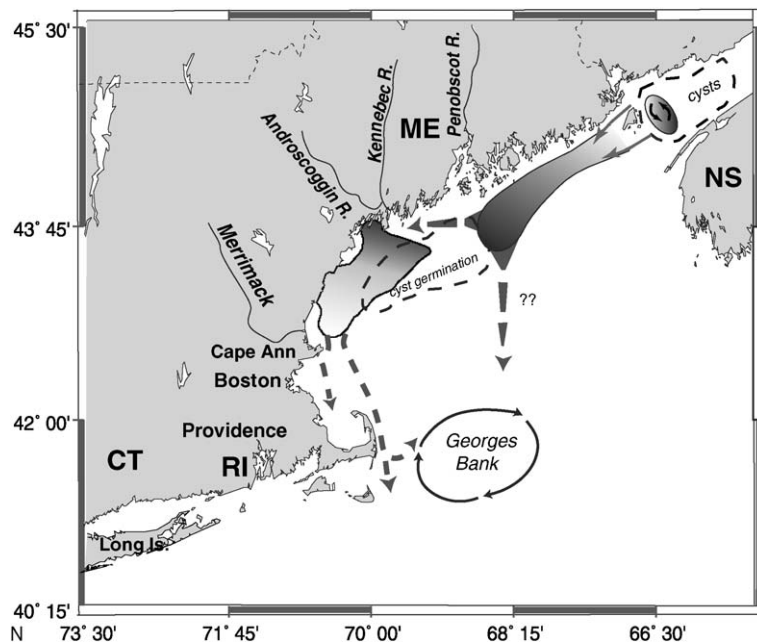 45˚ 30'
Kennebec R.
Penobscot R.
cysts
ME
Androscoggin R.
NS
43˚ 45'
Merrimack
cyst germination
??
Cape Ann
Boston
42˚ 00'
Providence
Georges
Bank
CT
RI
Long Is.
40˚ 15'
N
73˚ 30'
71˚ 45'
70˚ 00'
68˚ 15'
66˚ 30'